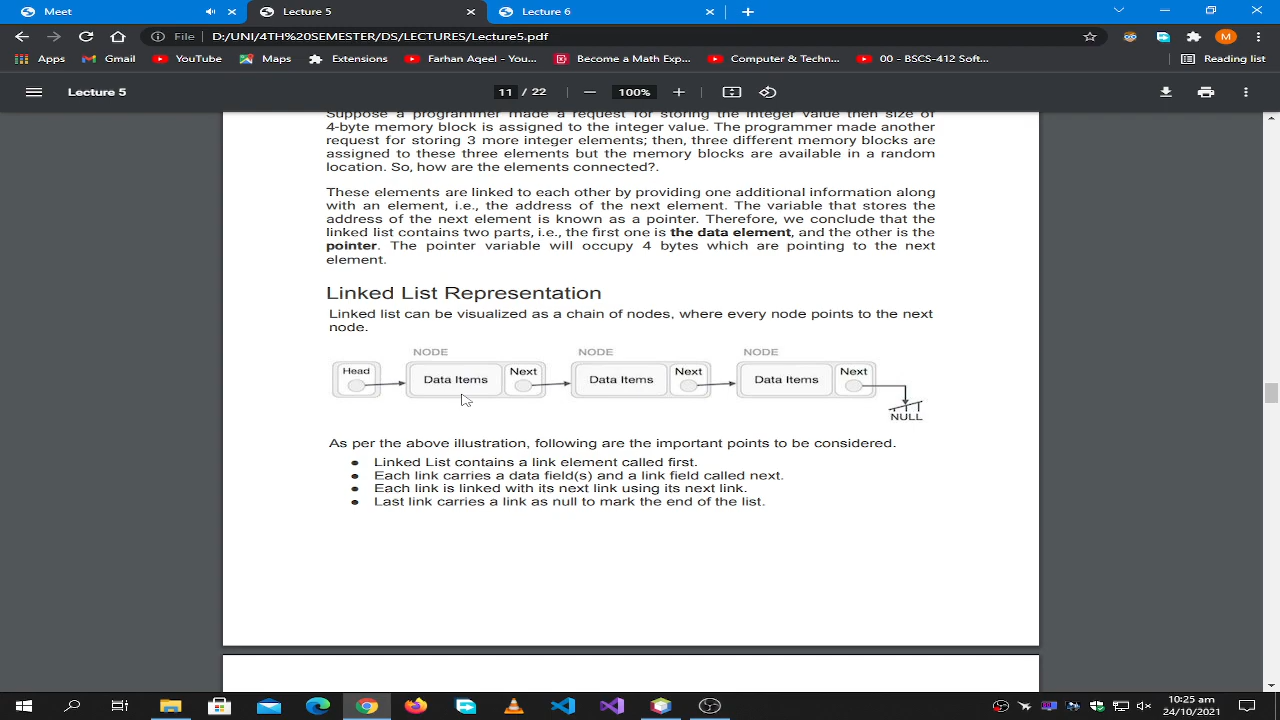 Meet
Lecture 5
Lecture 6
File
D:/UNI/4TH%20SEMESTER/DS/LECTURES/Lecture5.pdf
M
Apps
Gmail
YouTube
Maps
Extensions
Farhan Aqeel - You...
Become a Math Exp...
Computer & Techn...
00 - BSCS-412 Soft...
Reading list
Lecture 5
11 / 22
100%
Suppose a programmer made a request for storing the integer value then size of
4-byte memory block is assigned to the integer value. The programmer made another
request for storing 3 more integer elements; then, three different memory blocks are
assigned to these three elements but the memory blocks are available in a random
location. So, how are the elements connected?.
These elements are linked to each other by providing one additional information along
with an element, i.e., the address of the next element. The variable that stores the
address of the next element is known as a pointer. Therefore, we conclude that the
linked list contains two parts, i.e., the first one is the data element, and the other is the
pointer. The pointer variable will occupy 4 bytes which are pointing to the next
element.
Linked List Representation
Linked list can be visualized as a chain of nodes, where every node points to the next
node.
NODE NODE NODE
Head Data Items Next Data Items Next Data Items Next
NULL
As per the above illustration, following are the important points to be considered.
● Linked List contains a link element called first.
● Each link carries a data field(s) and a link field called next.
● Each link is linked with its next link using its next link.
● Last link carries a link as null to mark the end of the list.
10:25 am
24/10/2021